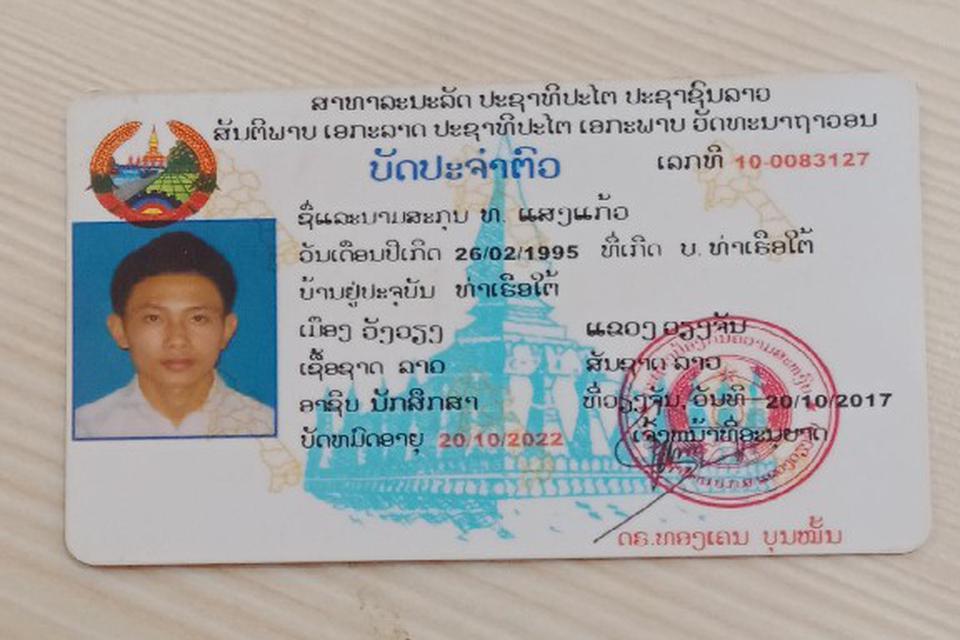 ສາທາລະນະລັດ ປະຊາທິປະໄຕ ປະຊາຊົນລາວ
ສັນຕິພາບ ເອກະລາດ ປະຊາທິປະໄຕ ເອກະພາບ ວັດທະນາຖາວອນ
ບັດປະຈຳຕົວ
ເລກທີ 10-0083127
ຊື່ແລະນາມສະກຸນ ທ. ແສງແກ້ວ
ວັນເດືອນປີເກີດ 26/02/1995 ທີ່ເກີດ ບ. ທ່າເຮືອໃຕ້
ບ້ານຢູ່ປະຈຸບັນ ທ່າເຮືອໃຕ້
ເມືອງ ວັງວຽງ ແຂວງ ວຽງຈັນ
ເຊື້ອຊາດ ລາວ ສັນຊາດ ລາວ
ອາຊິບ ນັກສຶກສາ ທີ່ວຽງຈັນ, ວັນທີ 20/10/2017
ບັດຫມົດອາຍຸ 20/10/2022 ເຈົ້າໜ້າທີ່ອະນຸຍາດ
ດຣ.ທອງເຄນ ບຸນໝັ້ນ